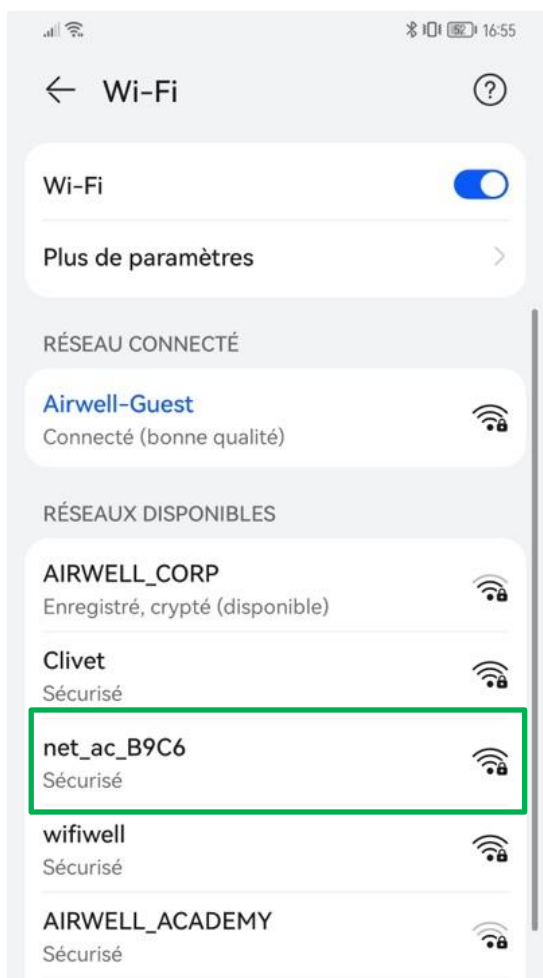 52 16:55
Wi-Fi
Wi-Fi
Plus de paramètres
RÉSEAU CONNECTÉ
Airwell-Guest
Connecté (bonne qualité)
RÉSEAUX DISPONIBLES
AIRWELL_CORP
Enregistré, crypté (disponible)
Clivet
Sécurisé
net_ac_B9C6
Sécurisé
wifiwell
Sécurisé
AIRWELL_ACADEMY
Sécurisé